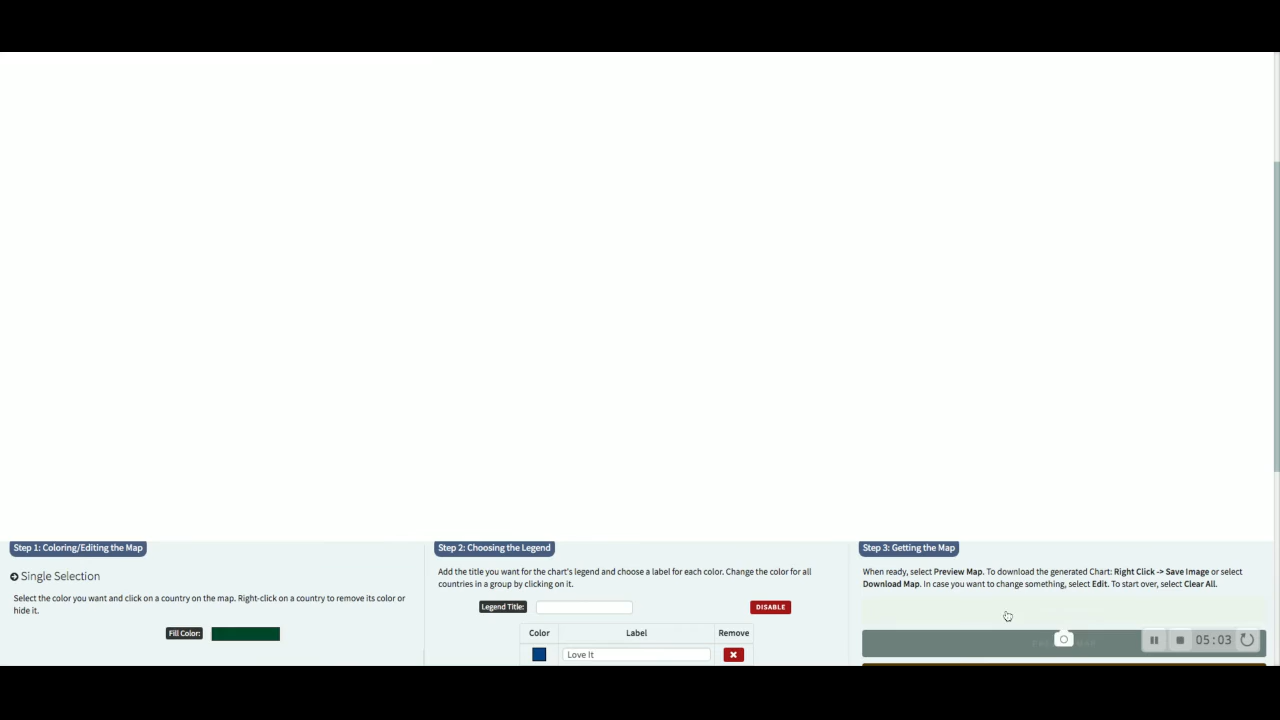 Step 1: Coloring/Editing the Map
Single Selection
Select the color you want and click on a country on the map. Right-click on a country to remove its color or
hide it.
Fill Color:
Step 2: Choosing the Legend
Add the title you want for the chart's legend and choose a label for each color. Change the color for all
countries in a group by clicking on it.
Legend Title:
DISABLE
Color Label Remove
Love It
Step 3: Getting the Map
When ready, select Preview Map. To download the generated Chart: Right Click -> Save Image or select
Download Map. In case you want to change something, select Edit. To start over, select Clear All.
05:03